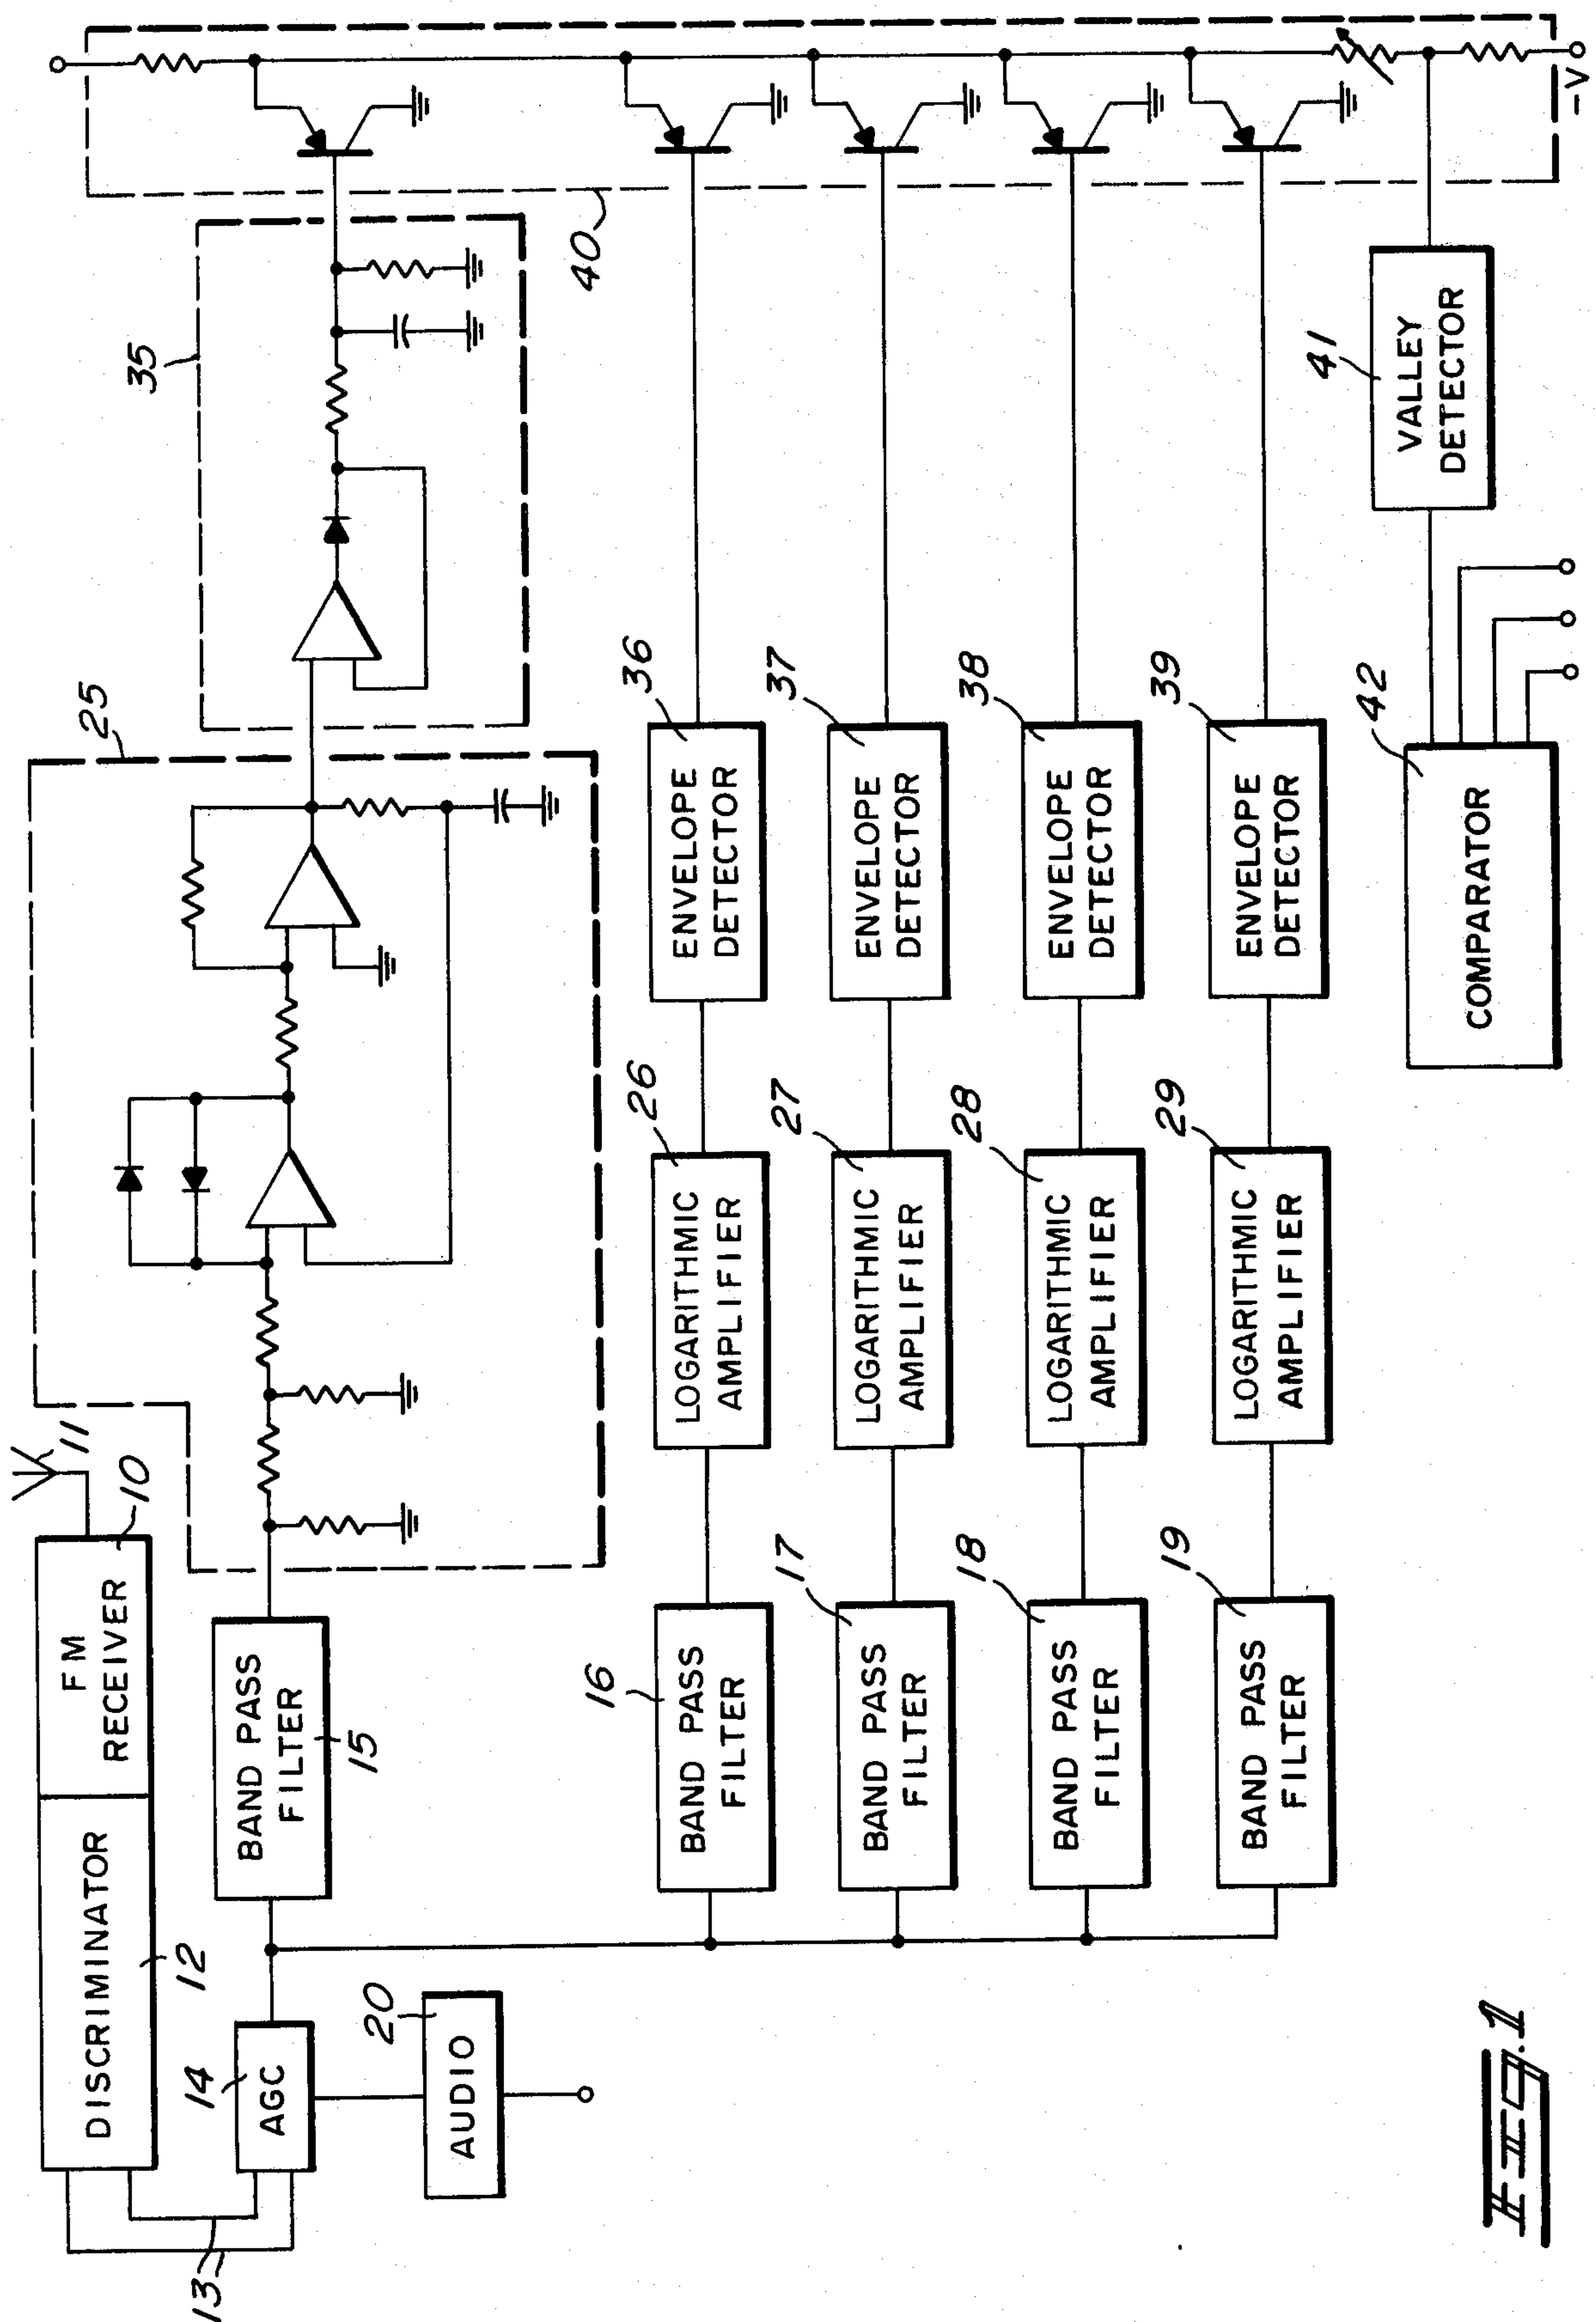 11
FM
RECEIVER
10
DISCRIMINATOR
12
13
14
AGC
20
AUDIO
BAND PASS
FILTER
15
25
35
40
16
BAND PASS
FILTER
26
LOGARITHMIC
AMPLIFIER
36
ENVELOPE
DETECTOR
17
BAND PASS
FILTER
27
LOGARITHMIC
AMPLIFIER
37
ENVELOPE
DETECTOR
18
BAND PASS
FILTER
28
LOGARITHMIC
AMPLIFIER
38
ENVELOPE
DETECTOR
19
BAND PASS
FILTER
29
LOGARITHMIC
AMPLIFIER
39
ENVELOPE
DETECTOR
42
COMPARATOR
41
VALLEY
DETECTOR
-V
FIG. 1